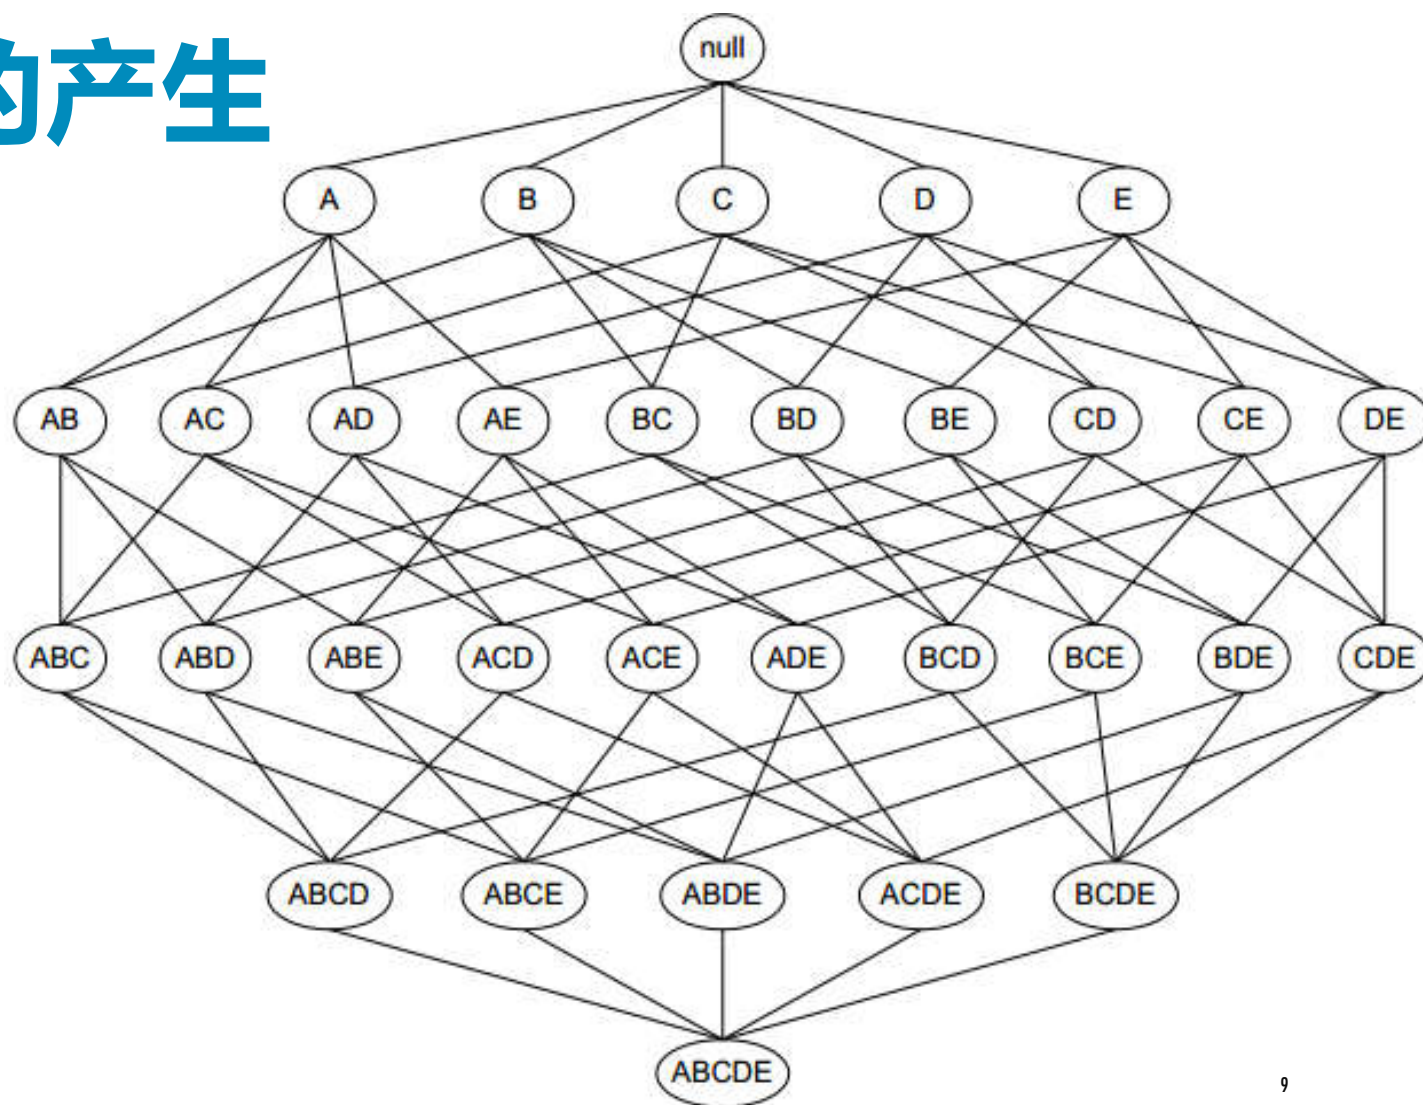 的产生
null
A B C D E
AB AC AD AE BC BD BE CD CE DE
ABC ABD ABE ACD ACE ADE BCD BCE BDE CDE
ABCD ABCE ABDE ACDE BCDE
ABCDE
9